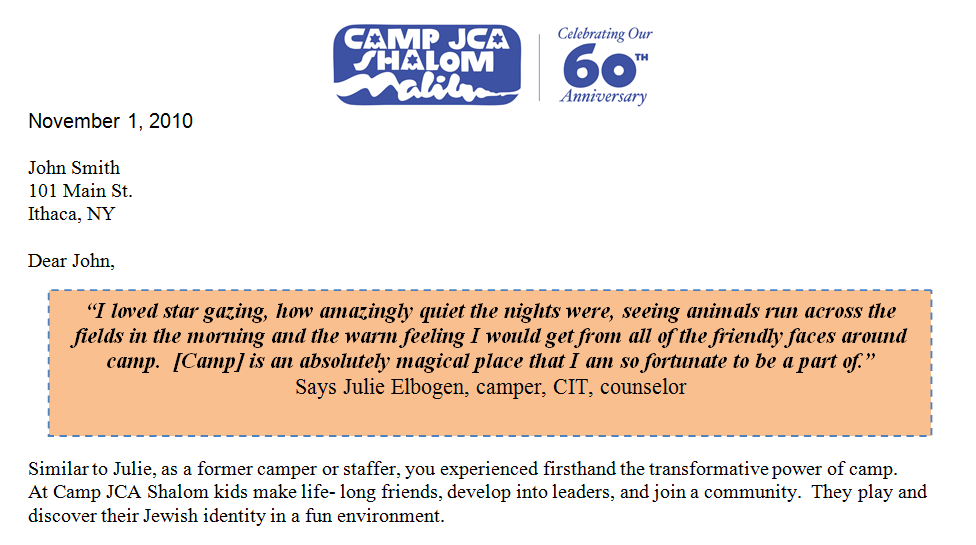 CAMP JCA
SHALOM
Malibu
Celebrating Our
60TH
Anniversary
November 1, 2010
John Smith
101 Main St.
Ithaca, NY
Dear John,
“I loved star gazing, how amazingly quiet the nights were, seeing animals run across the
fields in the morning and the warm feeling I would get from all of the friendly faces around
camp.  [Camp] is an absolutely magical place that I am so fortunate to be a part of.”
Says Julie Elbogen, camper, CIT, counselor
Similar to Julie, as a former camper or staffer, you experienced firsthand the transformative power of camp.
At Camp JCA Shalom kids make life- long friends, develop into leaders, and join a community.  They play and
discover their Jewish identity in a fun environment.